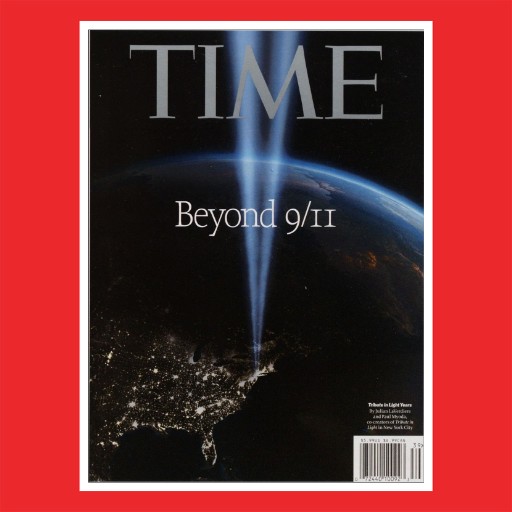 TIME
Beyond 9/11
Tribute in Light Years
By Julian LaVerdiere
and Paul Myoda,
co-creators of Tribute in
Light in New York City